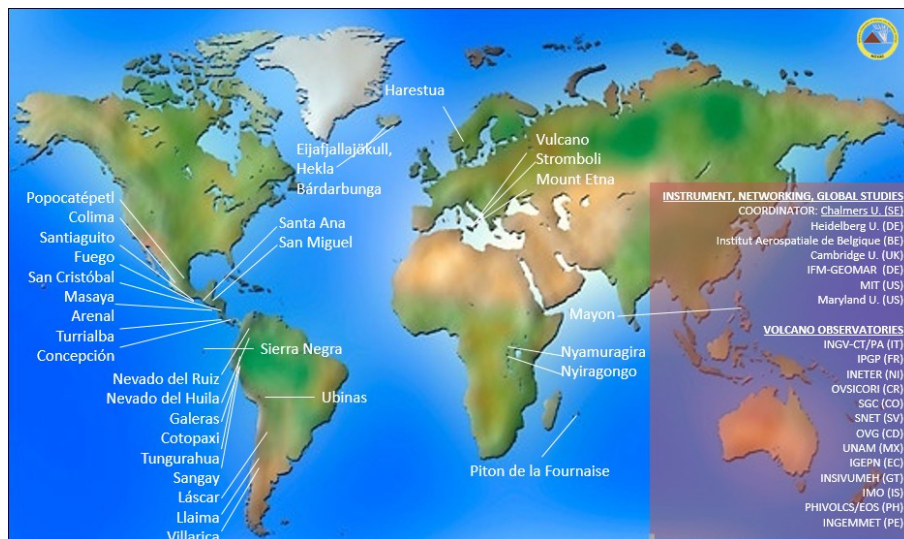 Harestua
Eijafjallajökull,
Hekla
Bárdarbunga
Vulcano
Stromboli
Mount Etna
Popocatépetl
Colima
Santiaguito
Fuego
San Cristóbal
Masaya
Arenal
Turrialba
Concepción
Santa Ana
San Miguel
Sierra Negra
Nevado del Ruiz
Nevado del Huila
Galeras
Cotopaxi
Tungurahua
Sangay
Láscar
Llaima
Villarica
Ubinas
Mayon
Nyamuragira
Nyiragongo
Piton de la Fournaise
INSTRUMENT, NETWORKING, GLOBAL STUDIES
COORDINATOR: Chalmers U. (SE)
Heidelberg U. (DE)
Institut Aerospatiale de Belgique (BE)
Cambridge U. (UK)
IFM-GEOMAR (DE)
MIT (US)
Maryland U. (US)
VOLCANO OBSERVATORIES
INGV-CT/PA (IT)
IPGP (FR)
INETER (NI)
OVSICORI (CR)
SGC (CO)
SNET (SV)
OVG (CD)
UNAM (MX)
IGEPN (EC)
INSIVUMEH (GT)
IMO (IS)
PHIVOLCS/EOS (PH)
INGEMMET (PE)